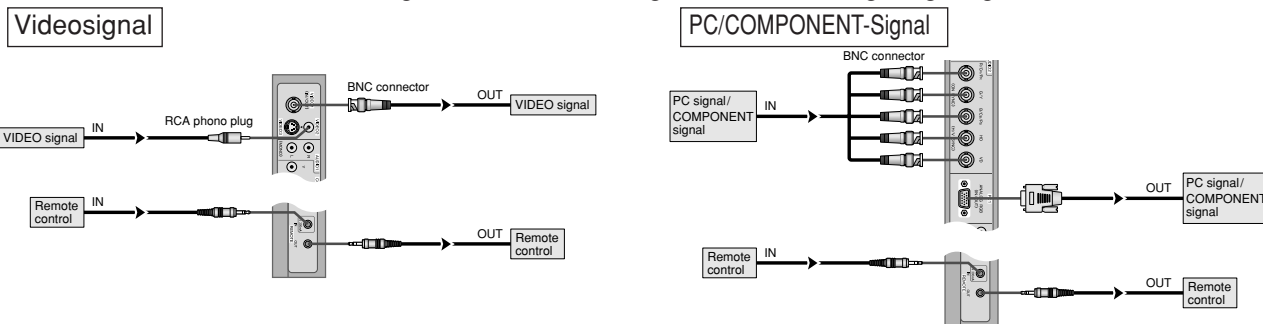 Videosignal
BNC connector
OUT
VIDEO signal
RCA phono plug
IN
VIDEO signal
Remote
control
IN
OUT
Remote
control
PC/COMPONENT-Signal
BNC connector
PC signal/
COMPONENT
signal
IN
OUT
PC signal/
COMPONENT
signal
Remote
control
IN
OUT
Remote
control